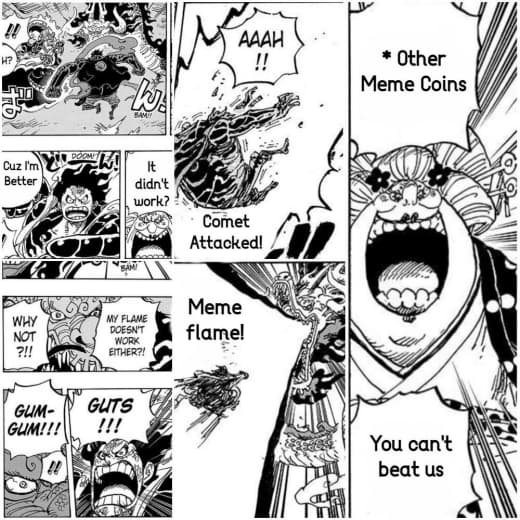 !!
H?
BAM!!
Cuz I'm
Better
DOOM!
It
didn't
work?
BAM!
WHY
NOT
?!!
MY FLAME
DOESN'T
WORK
EITHER?!
GUM-
GUM!!!
GUTS
!!!
!!
AAAH
!!
Comet
Attacked!
Meme
flame!
* Other
Meme Coins
You can't
beat us